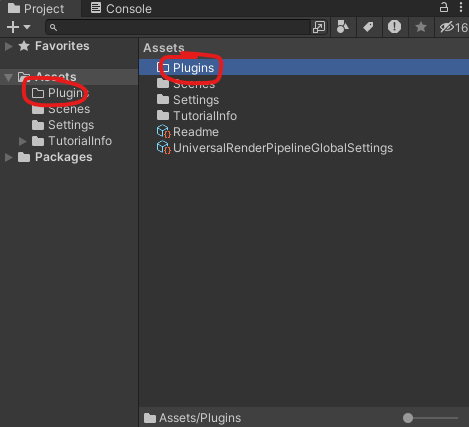 Project
Console
16
Favorites
Assets
Plugins
Scenes
Settings
TutorialInfo
Packages
Assets
Plugins
Scenes
Settings
TutorialInfo
Readme
UniversalRenderPipelineGlobalSettings
Assets/Plugins